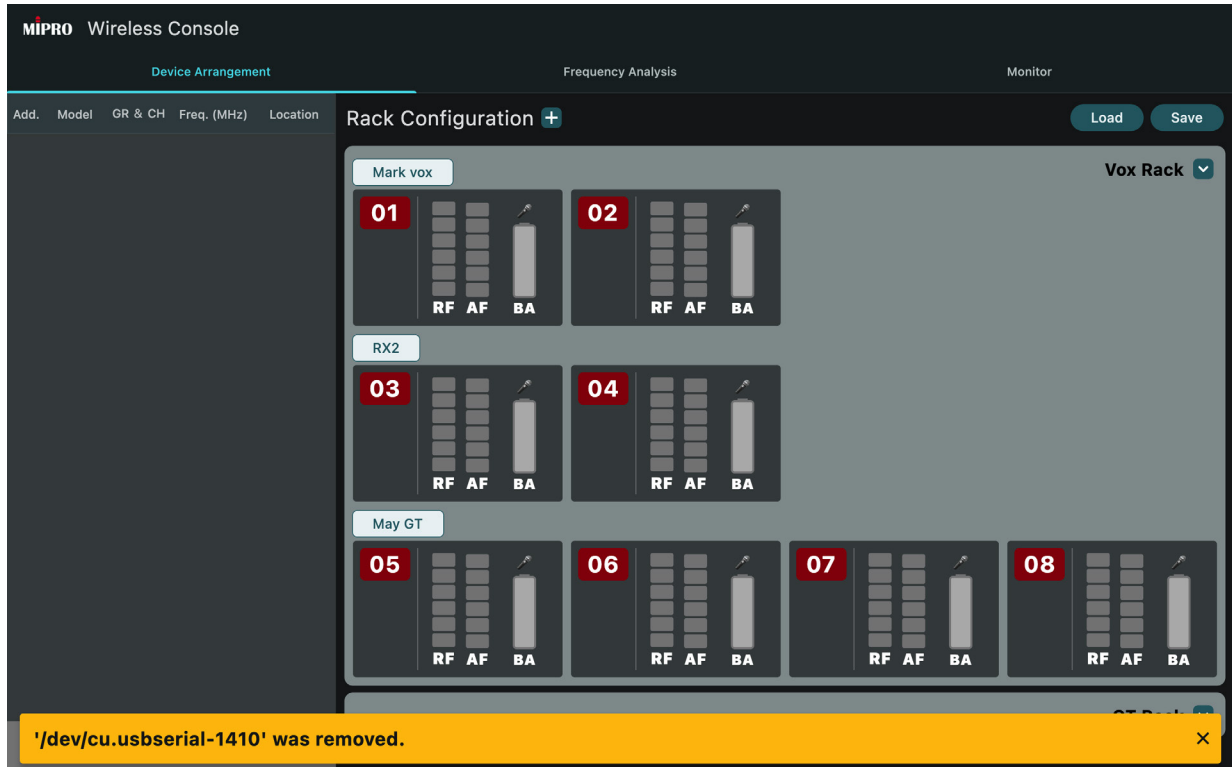 MIPRO Wireless Console
Device Arrangement Frequency Analysis Monitor
Add. Model GR & CH Freq. (MHz) Location
Rack Configuration + Load Save
Mark vox Vox Rack
01 02
RF AF BA RF AF BA
RX2
03 04
RF AF BA RF AF BA
May GT
05 06 07 08
RF AF BA RF AF BA RF AF BA RF AF BA
'/dev/cu.usbserial-1410' was removed. ×